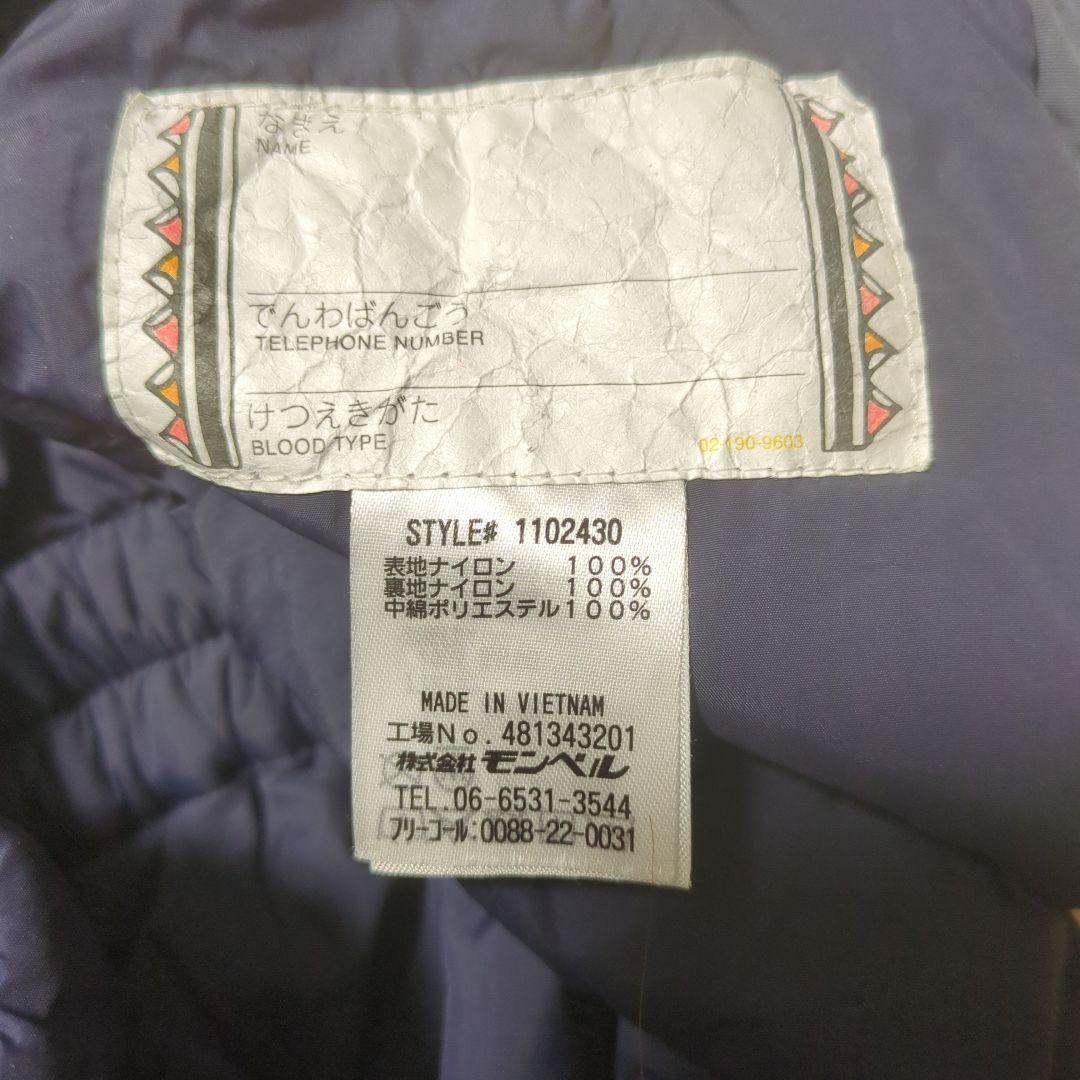 なまえ
NAME
でんわばんごう
TELEPHONE NUMBER
けつえきがた
BLOOD TYPE
02-190-9603
STYLE# 1102430
表地ナイロン 100%
裏地ナイロン 100%
中綿ポリエステル100%
MADE IN VIETNAM
工場No.481343201
株式会社 モンベル
TEL.06-6531-3544
フリーコール:0088-22-0031